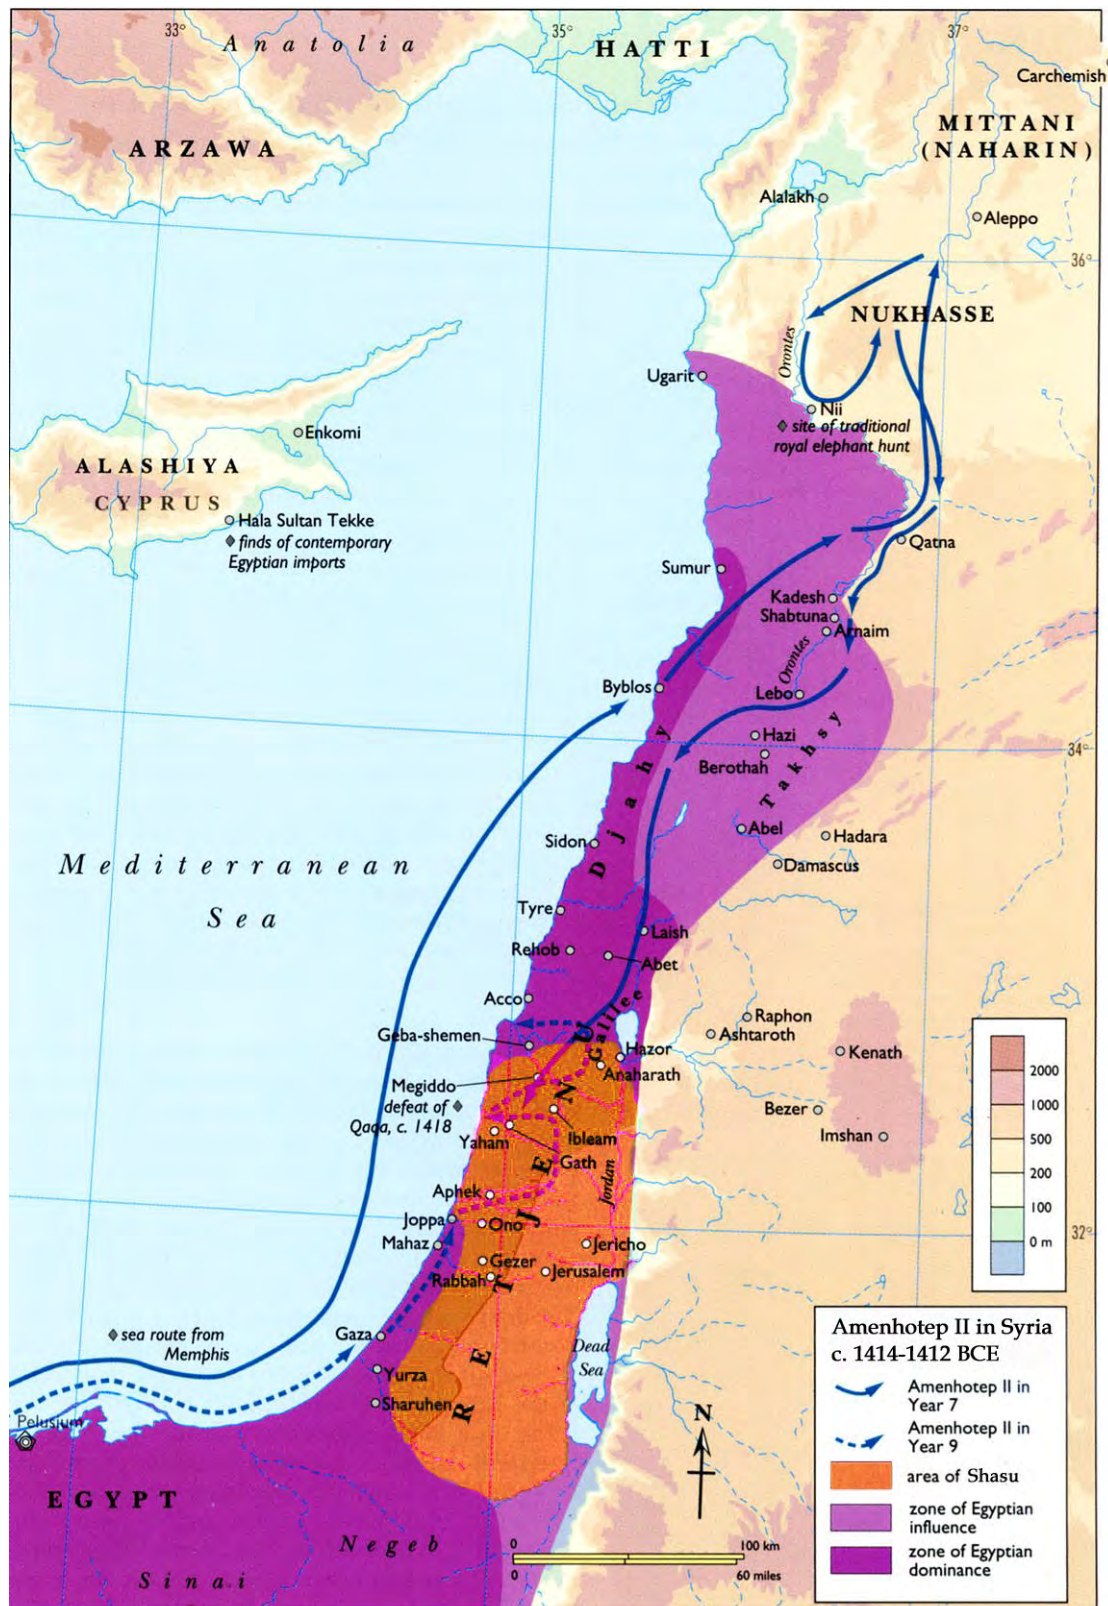 33°
35°
37°
Anatolia
HATTI
Carchemish
ARZAWA
MITTANI
(NAHARIN)
Alalakh
Aleppo
36°
NUKHASSE
Orontes
Ugarit
Nii
site of traditional
royal elephant hunt
Enkomi
ALASHIYA
CYPRUS
Hala Sultan Tekke
finds of contemporary
Egyptian imports
Qatna
Sumur
Kadesh
Shabtuna
Arnaim
Orontes
Byblos
Lebo
Hazi
Berothah
Takhsy
34°
Djahy
Abel
Hadara
Sidon
Damascus
Mediterranean
Sea
Tyre
Laish
Rehob
Abet
Acco
Galilee
Raphon
Ashtaroth
Geba-shemen
Hazor
Kenath
Anaharath
Megiddo
defeat of
Qaqa, c. 1418
Bezer
Imshan
Yaham
Ibleam
Gath
Jordan
Aphek
Joppa
Ono
32°
Mahaz
Jericho
Gezer
Rabbah
Jerusalem
RETJENU
sea route from
Memphis
Gaza
Dead
Sea
Yurza
Sharuhen
Pelusium
EGYPT
Negeb
Sinai
N
0
100 km
0
60 miles
2000
1000
500
200
100
0 m
Amenhotep II in Syria
c. 1414-1412 BCE
Amenhotep II in
Year 7
Amenhotep II in
Year 9
area of Shasu
zone of Egyptian
influence
zone of Egyptian
dominance